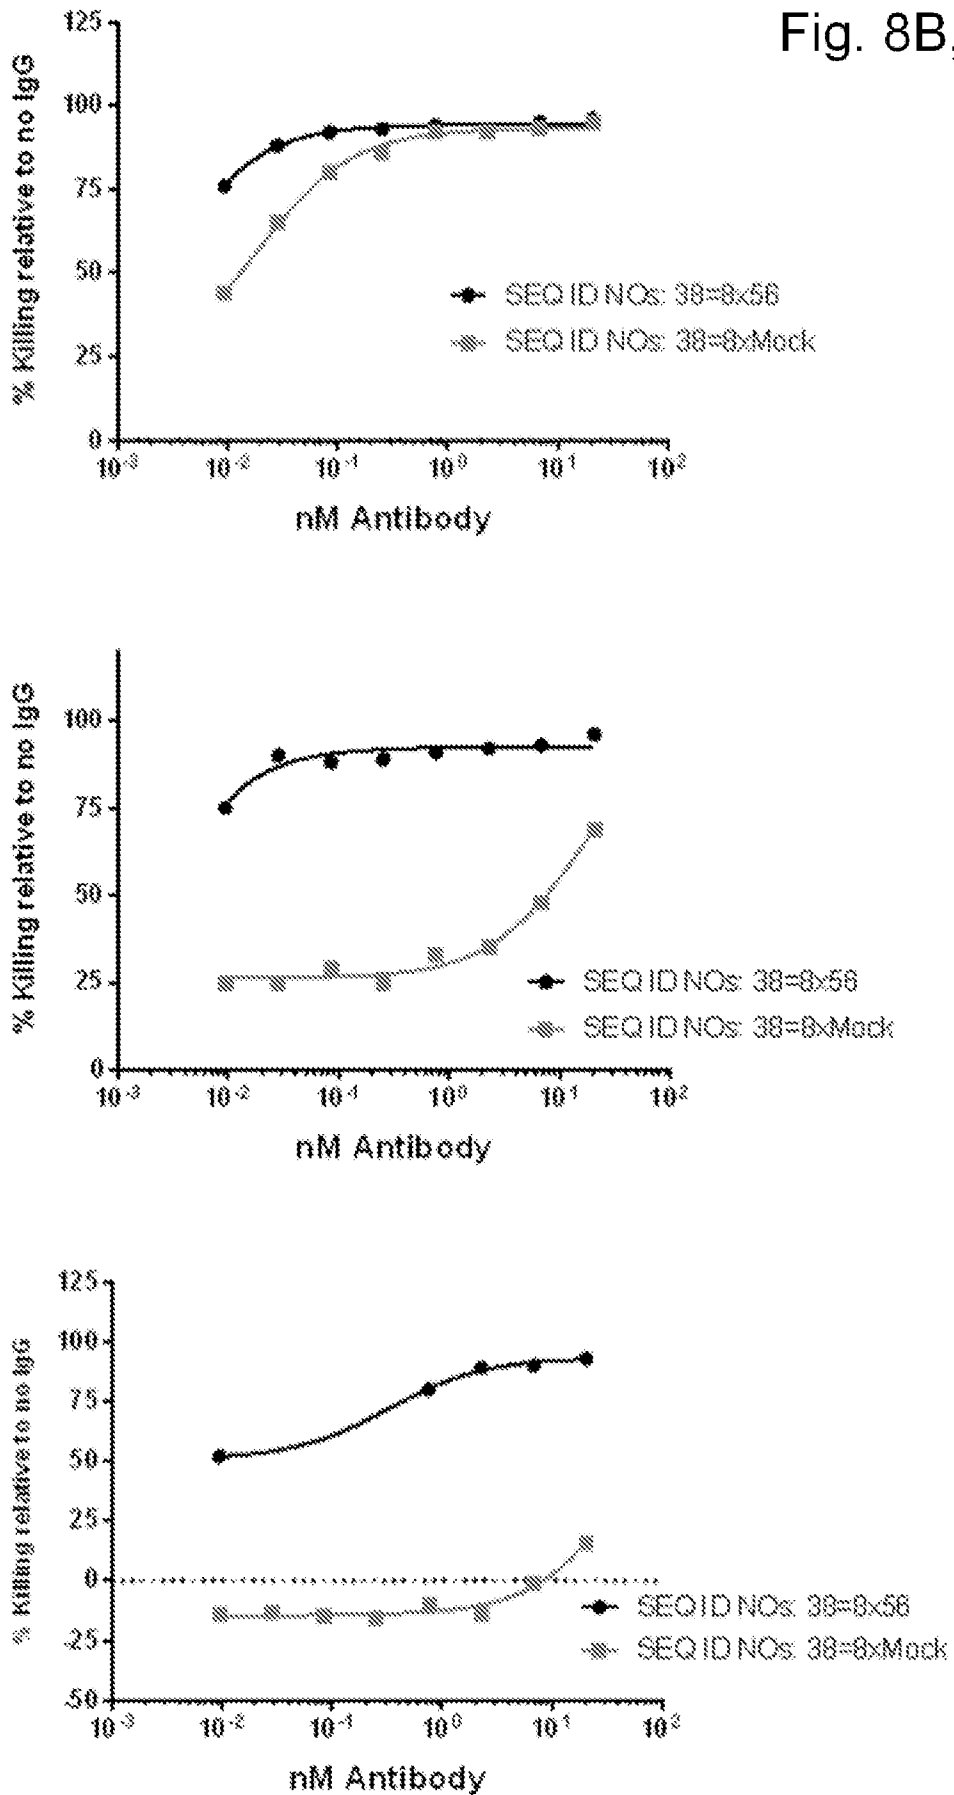 Fig. 8B,
% Killing relative to no IgG
125
100
75
50
25
0
SEQ ID NOs: 38=8x56
SEQ ID NOs: 38=8xMock
10⁻³ 10⁻² 10⁻¹ 10⁰ 10¹ 10²
nM Antibody
% Killing relative to no IgG
100
75
50
25
0
SEQ ID NOs: 38=8x56
SEQ ID NOs: 38=8xMock
10⁻³ 10⁻² 10⁻¹ 10⁰ 10¹ 10²
nM Antibody
% Killing relative to no IgG
125
100
75
50
25
0
-25
-50
SEQ ID NOs: 38=8x56
SEQ ID NOs: 38=8xMock
10⁻³ 10⁻² 10⁻¹ 10⁰ 10¹ 10²
nM Antibody